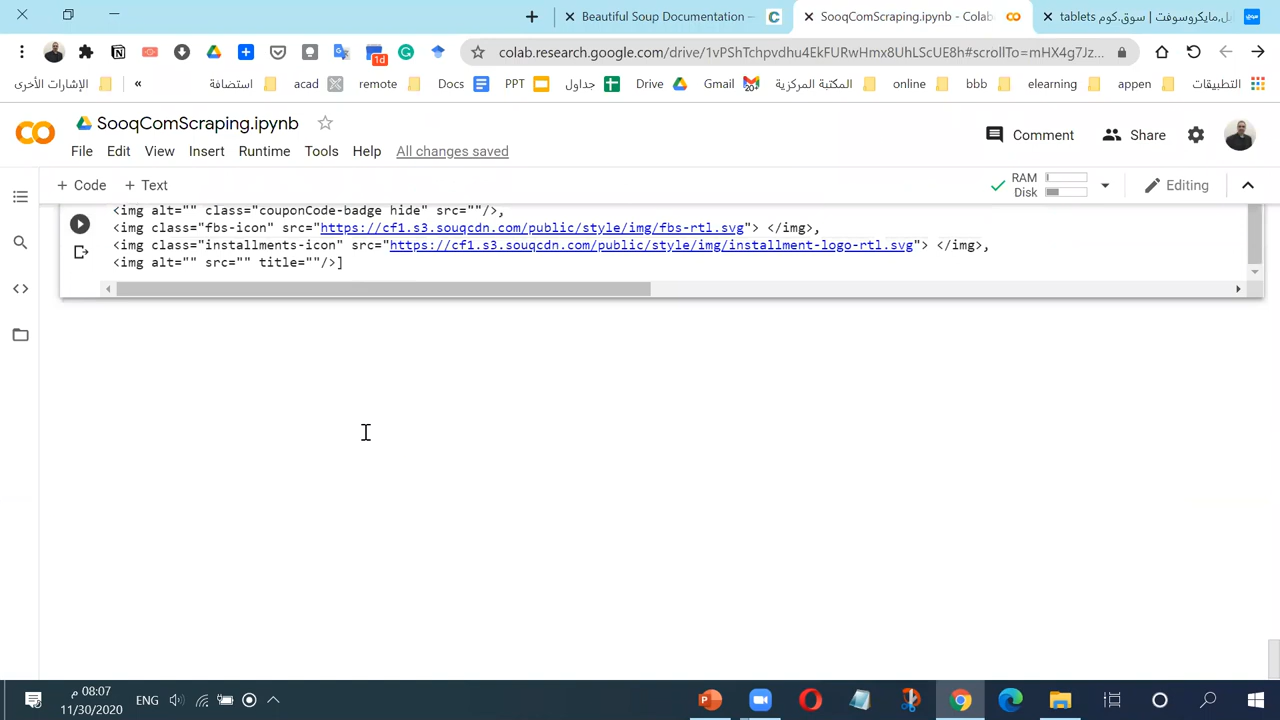 Beautiful Soup Documentation —
SooqComScraping.ipynb - Colab
tablets سوق.كوم | يل,مايكروسوفت
1d
colab.research.google.com/drive/
الإشارات الأخرى
«
استضافة
acad
remote
Docs
PPT
جداول
Drive
Gmail
20+
المكتبة المركزية
online
bbb
elearning
appen
التطبيقات
SooqComScraping.ipynb
File Edit View Insert Runtime Tools Help All changes saved
Comment
Share
+ Code + Text
RAM
Disk
Editing
<img alt="" class="couponCode-badge hide" src=""/>,
<img class="fbs-icon" src="https://cf1.s3.souqcdn.com/public/style/img/fbs-rtl.svg"> </img>,
<img class="installments-icon" src="https://cf1.s3.souqcdn.com/public/style/img/installment-logo-rtl.svg"> </img>,
<img alt="" src="" title=""/>]
08:07 م
11/30/2020
ENG